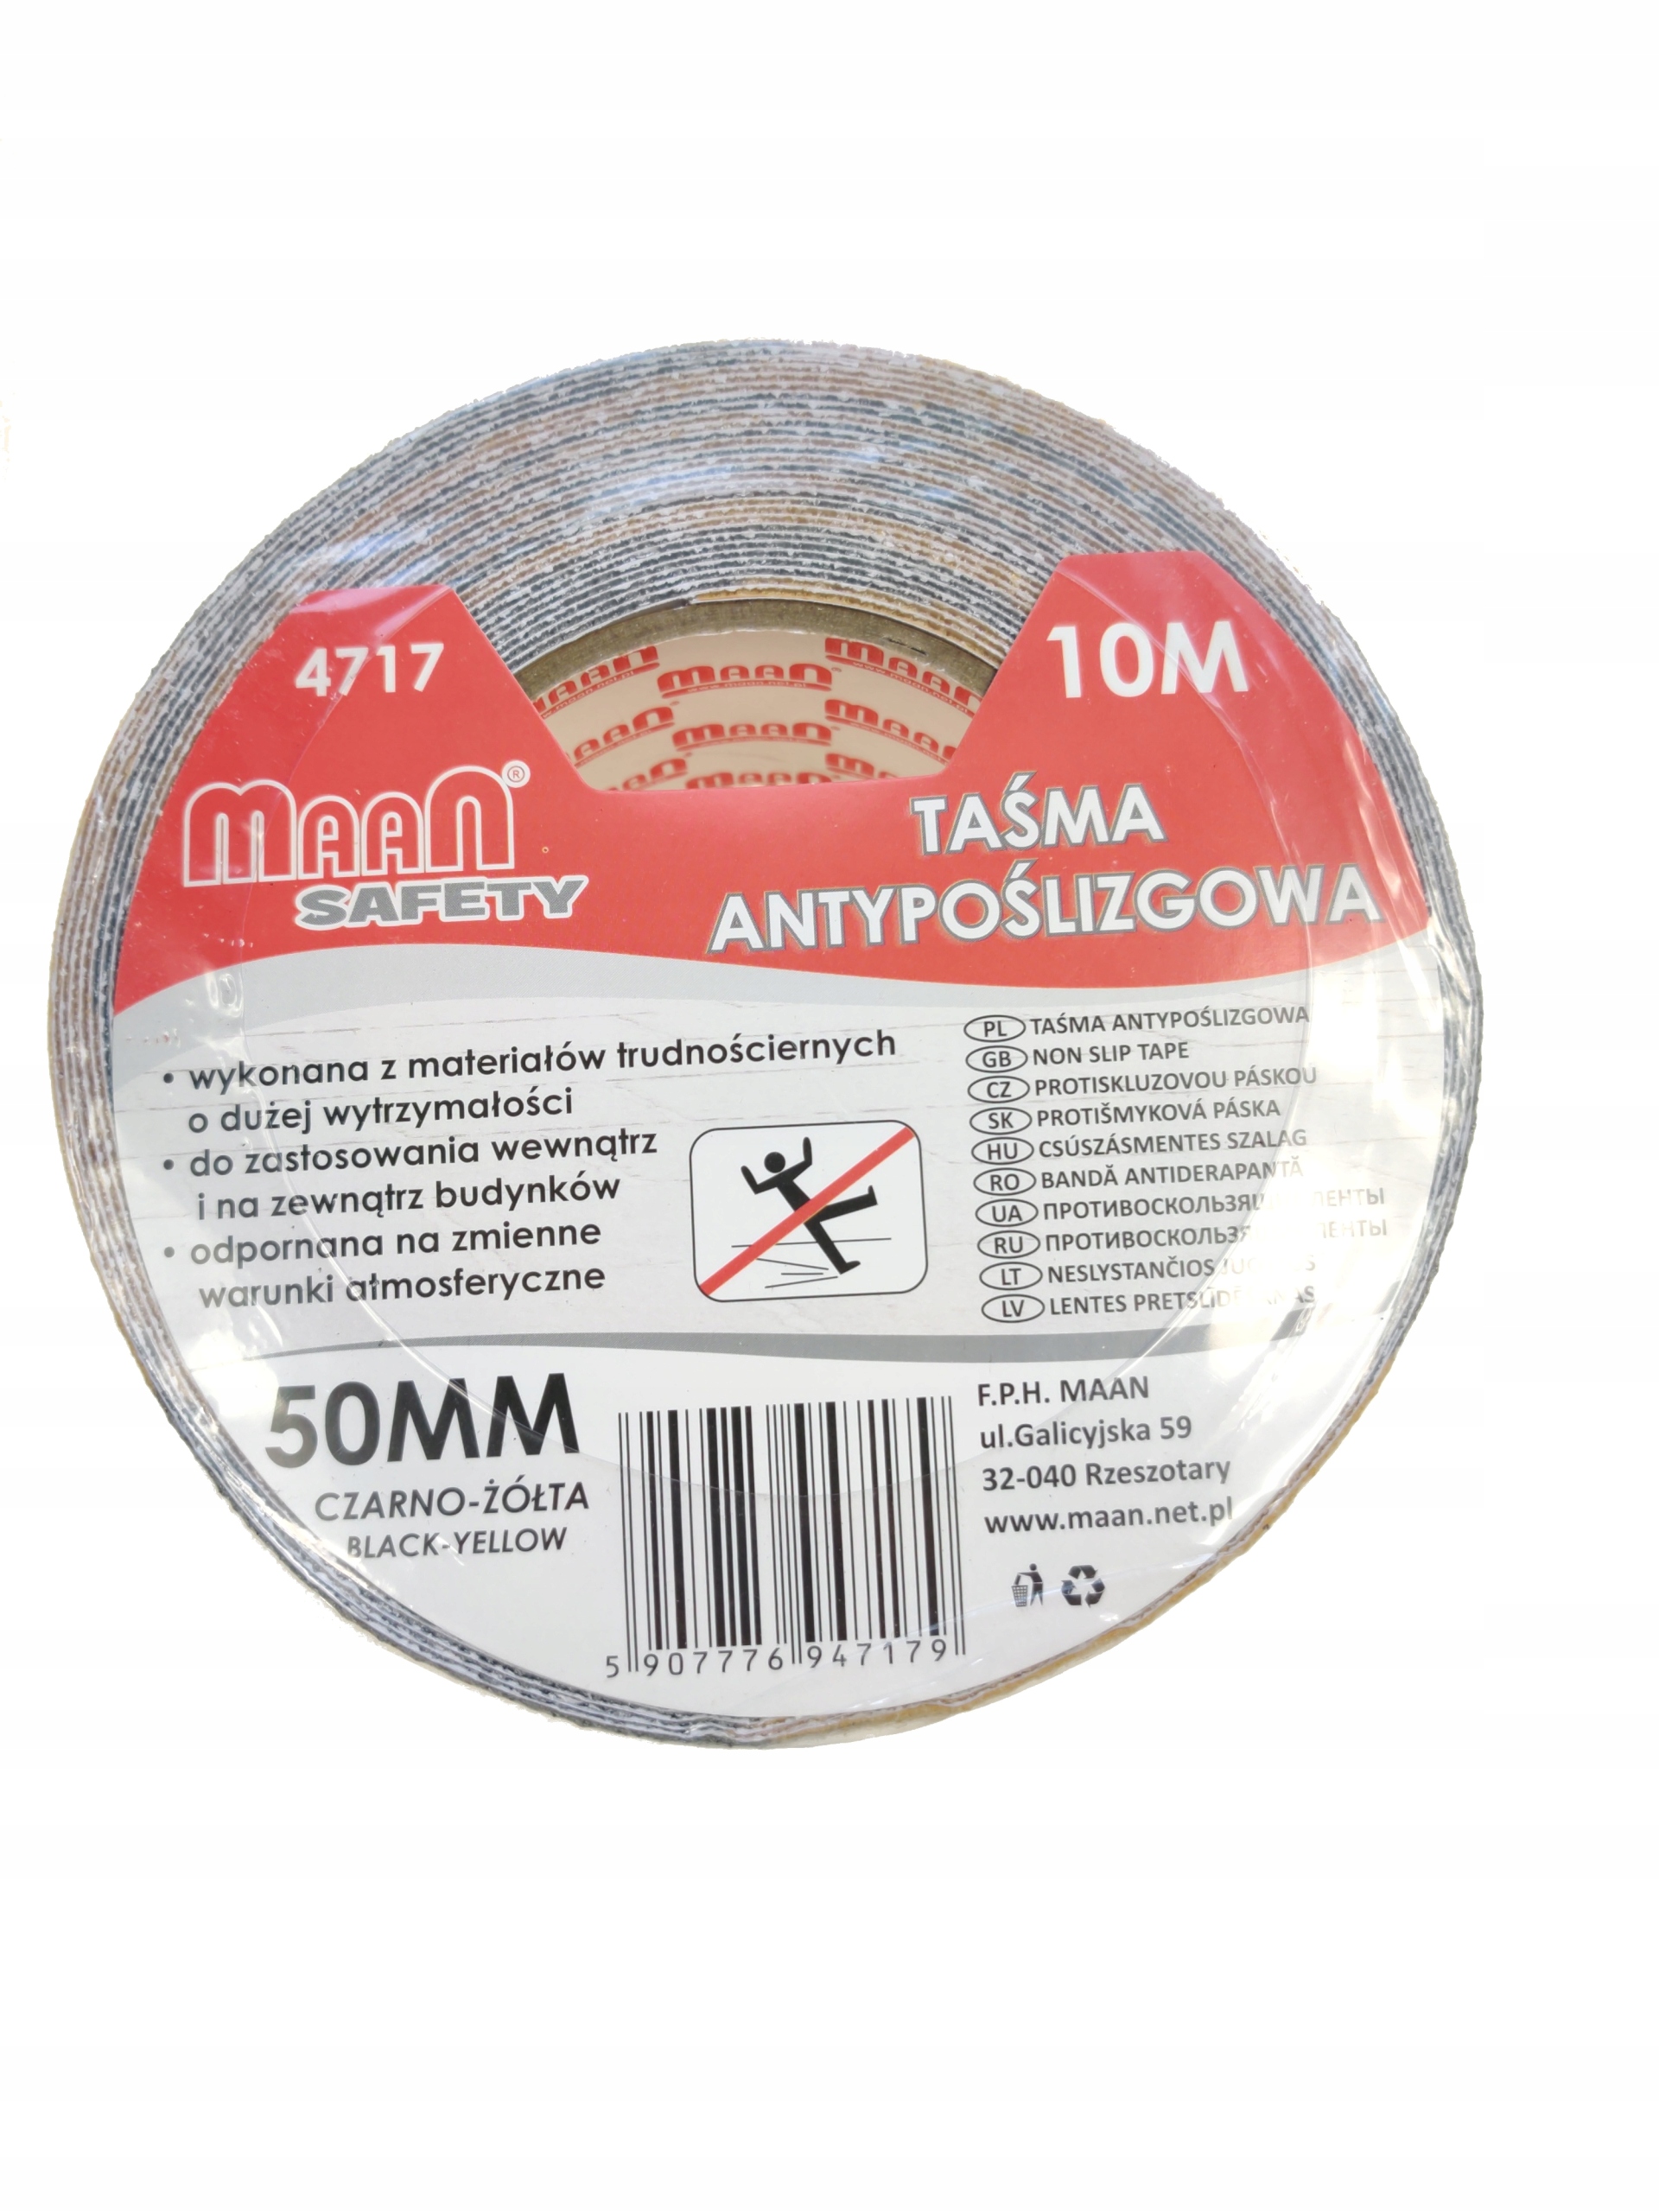 4717
10M
MAAN®
SAFETY
TAŚMA
ANTYPOŚLIZGOWA
• wykonana z materiałów trudnościernych
o dużej wytrzymałości
• do zastosowania wewnątrz
i na zewnątrz budynków
• odpornana na zmienne
warunki atmosferyczne
PL TAŚMA ANTYPOŚLIZGOWA
GB NON SLIP TAPE
CZ PROTISKLUZOVOU PÁSKOU
SK PROTIŠMYKOVÁ PÁSKA
HU CSÚSZÁSMENTES SZALAG
RO BANDĂ ANTIDERAPANTĂ
UA
RU
LT NESLYSTANČIOS
LV LENTES
50MM
CZARNO-ŻÓŁTA
BLACK-YELLOW
5 907776 947179
F.P.H. MAAN
ul.Galicyjska 59
32-040 Rzeszotary
www.maan.net.pl